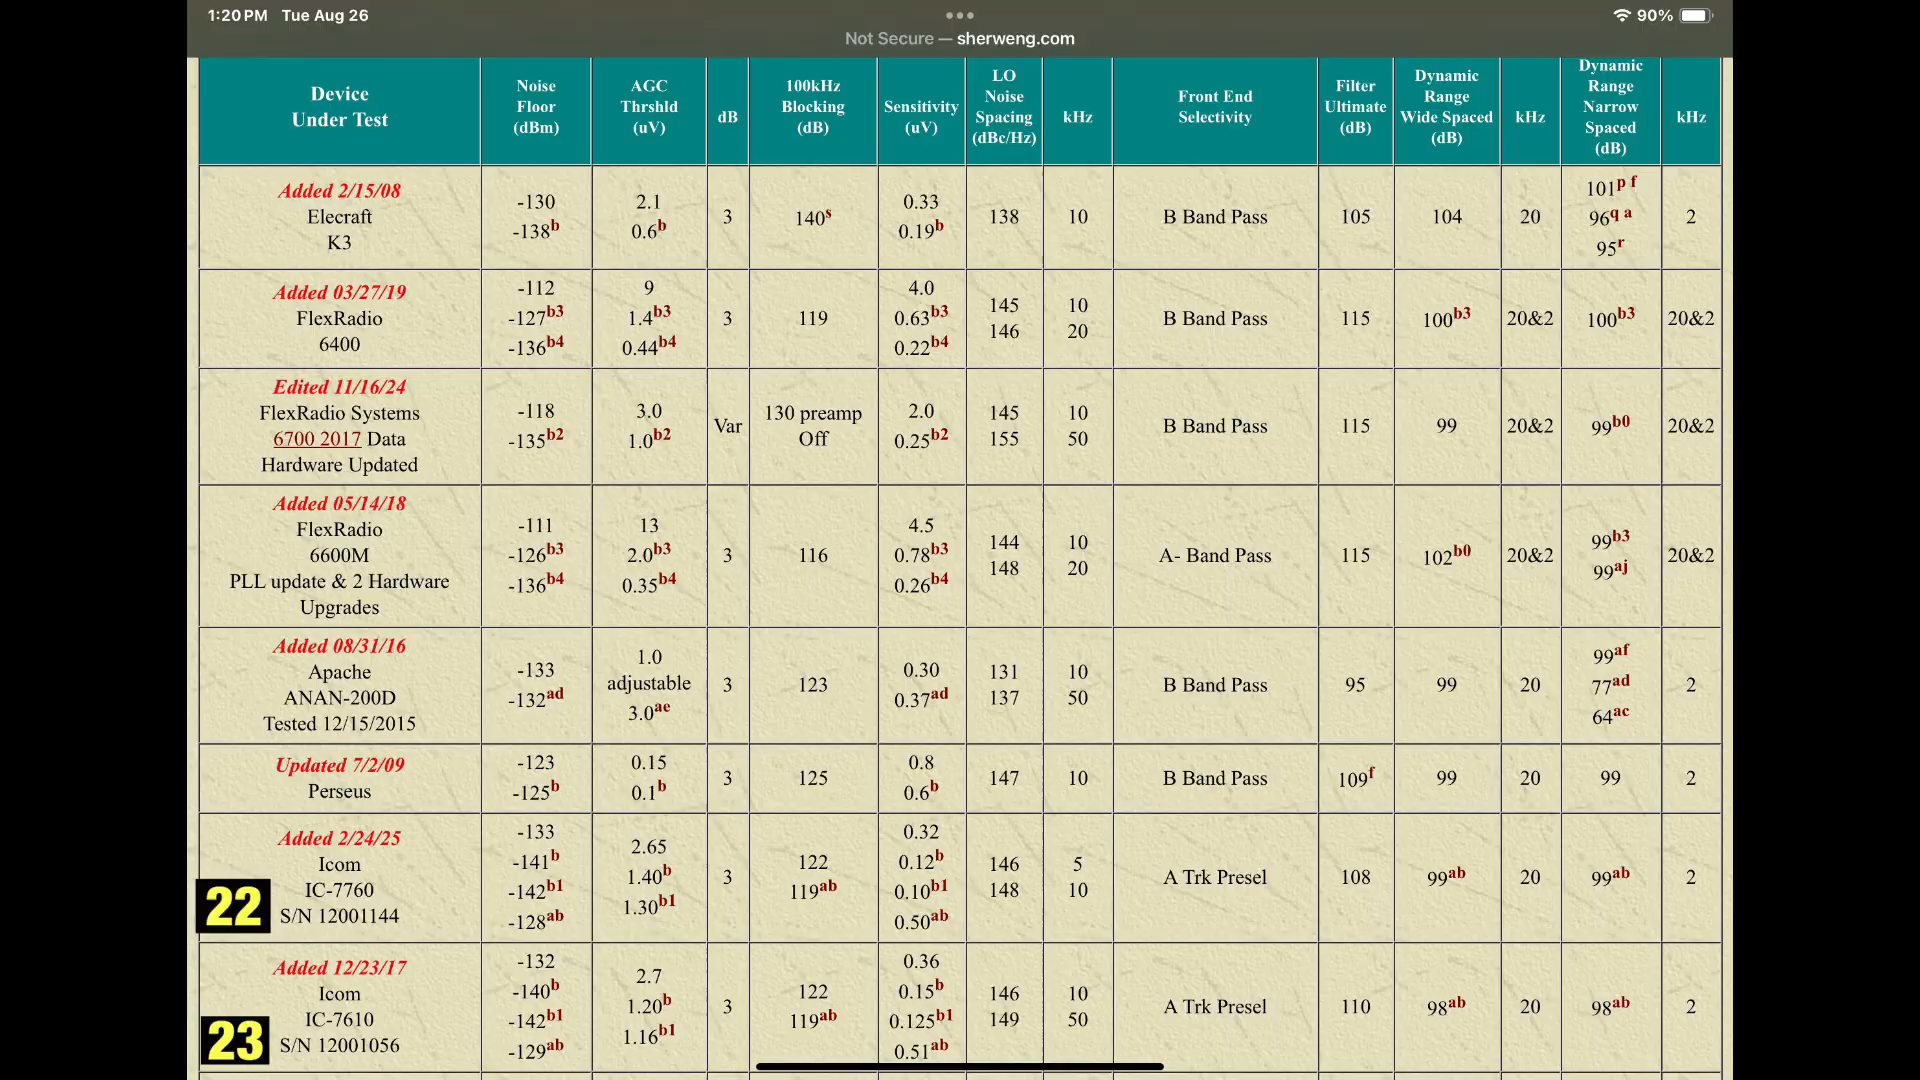 1:20 PM Tue Aug 26
90%
Not Secure — sherweng.com
Device
Under Test
Noise
Floor
(dBm)
AGC
Thrshld
(uV)
dB
100kHz
Blocking
(dB)
Sensitivity
(uV)
LO
Noise
Spacing
(dBc/Hz)
kHz
Front End
Selectivity
Filter
Ultimate
(dB)
Dynamic
Range
Wide Spaced
(dB)
kHz
Dynamic
Range
Narrow
Spaced
(dB)
kHz
Added 2/15/08
Elecraft
K3
-130
-138b
2.1
0.6b
3
140s
0.33
0.19b
138
10
B Band Pass
105
104
20
101p f
96q a
95r
2
Added 03/27/19
FlexRadio
6400
-112
-127b3
-136b4
9
1.4b3
0.44b4
3
119
4.0
0.63b3
0.22b4
145
146
10
20
B Band Pass
115
100b3
20&2
100b3
20&2
Edited 11/16/24
FlexRadio Systems
6700 2017 Data
Hardware Updated
-118
-135b2
3.0
1.0b2
Var
130 preamp
Off
2.0
0.25b2
145
155
10
50
B Band Pass
115
99
20&2
99b0
20&2
Added 05/14/18
FlexRadio
6600M
PLL update & 2 Hardware
Upgrades
-111
-126b3
-136b4
13
2.0b3
0.35b4
3
116
4.5
0.78b3
0.26b4
144
148
10
20
A- Band Pass
115
102b0
20&2
99b3
99aj
20&2
Added 08/31/16
Apache
ANAN-200D
Tested 12/15/2015
-133
-132ad
1.0
adjustable
3.0ae
3
123
0.30
0.37ad
131
137
10
50
B Band Pass
95
99
20
99af
77ad
64ac
2
Updated 7/2/09
Perseus
-123
-125b
0.15
0.1b
3
125
0.8
0.6b
147
10
B Band Pass
109f
99
20
99
2
22
Added 2/24/25
Icom
IC-7760
S/N 12001144
-133
-141b
-142b1
-128ab
2.65
1.40b
1.30b1
3
122
119ab
0.32
0.12b
0.10b1
0.50ab
146
148
5
10
A Trk Presel
108
99ab
20
99ab
2
23
Added 12/23/17
Icom
IC-7610
S/N 12001056
-132
-140b
-142b1
-129ab
2.7
1.20b
1.16b1
3
122
119ab
0.36
0.15b
0.125b1
0.51ab
146
149
10
50
A Trk Presel
110
98ab
20
98ab
2